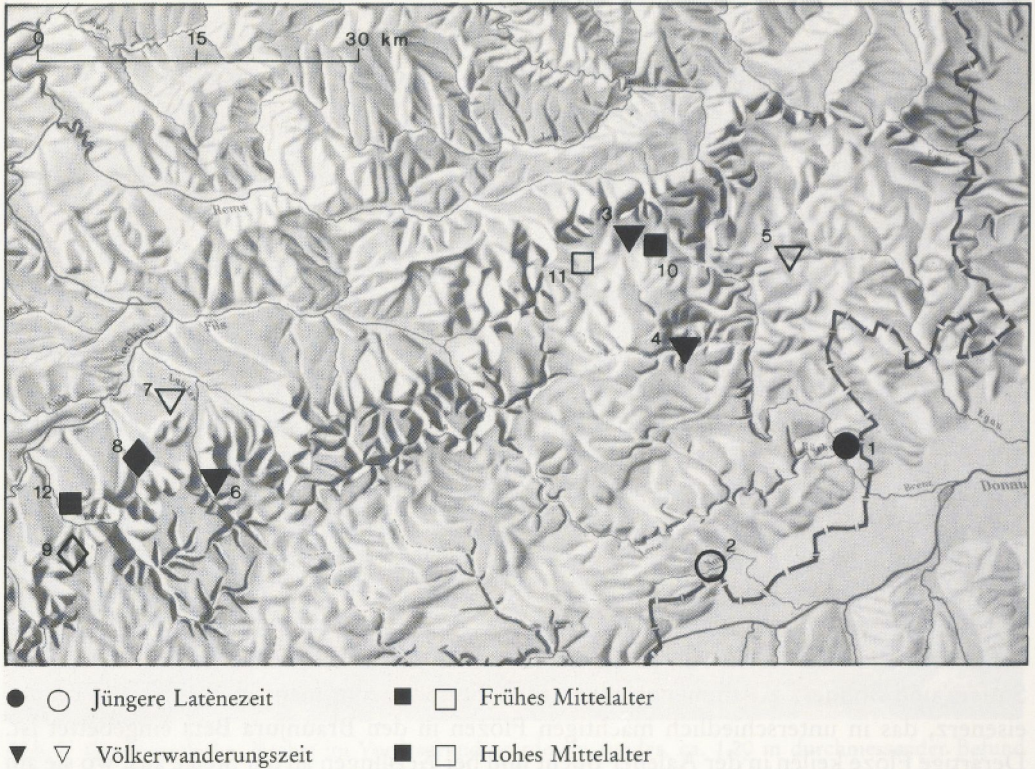 0 15 30 km
Rems
3
5
10
11
Fils
Neckar
4
7
8
1
Egau
6
12
Brenz
Donau
9
2
● ○ Jüngere Latènezeit ■ □ Frühes Mittelalter
▼ ▽ Völkerwanderungszeit ■ □ Hohes Mittelalter